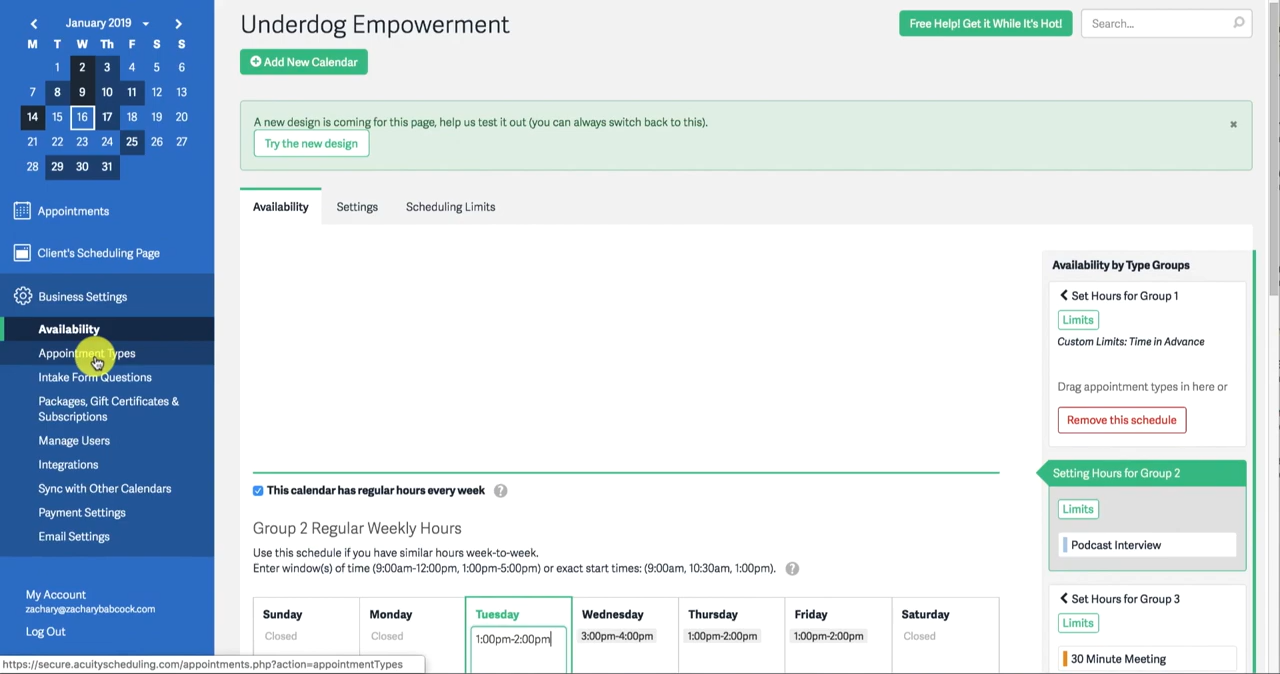 January 2019
M T W Th F S S
1 2 3 4 5 6
7 8 9 10 11 12 13
14 15 16 17 18 19 20
21 22 23 24 25 26 27
28 29 30 31
Appointments
Client's Scheduling Page
Business Settings
Availability
Appointment Types
Intake Form Questions
Packages, Gift Certificates &
Subscriptions
Manage Users
Integrations
Sync with Other Calendars
Payment Settings
Email Settings
My Account
zachary@zacharybabcock.com
Log Out
https://secure.acuityscheduling.com/appointments.php?action=appointmentTypes
Underdog Empowerment
Free Help! Get it While It's Hot!
Search...
Add New Calendar
A new design is coming for this page, help us test it out (you can always switch back to this).
Try the new design
Availability Settings Scheduling Limits
This calendar has regular hours every week ?
Group 2 Regular Weekly Hours
Use this schedule if you have similar hours week-to-week.
Enter window(s) of time (9:00am-12:00pm, 1:00pm-5:00pm) or exact start times: (9:00am, 10:30am, 1:00pm). ?
Sunday Monday Tuesday Wednesday Thursday Friday Saturday
Closed Closed 1:00pm-2:00pm 3:00pm-4:00pm 1:00pm-2:00pm 1:00pm-2:00pm Closed
Availability by Type Groups
Set Hours for Group 1
Limits
Custom Limits: Time in Advance
Drag appointment types in here or
Remove this schedule
Setting Hours for Group 2
Limits
Podcast Interview
Set Hours for Group 3
Limits
30 Minute Meeting